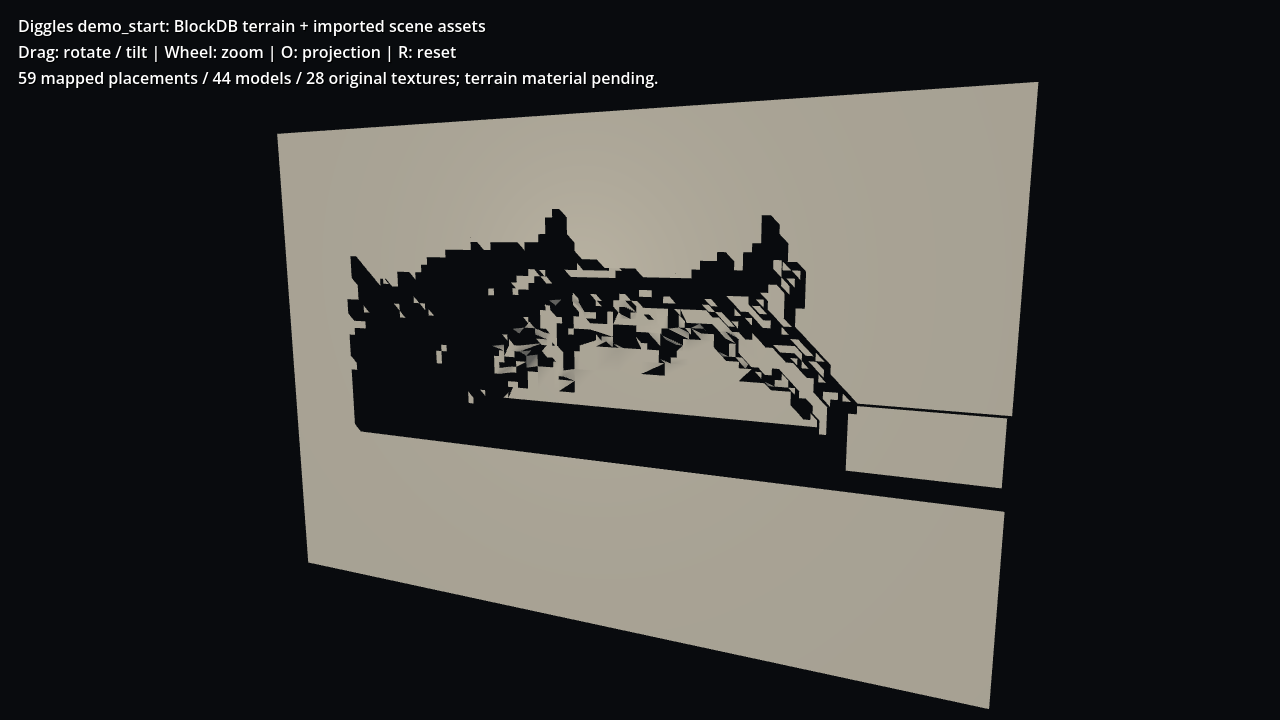 Diggles demo_start: BlockDB terrain + imported scene assets
Drag: rotate / tilt | Wheel: zoom | O: projection | R: reset
59 mapped placements / 44 models / 28 original textures; terrain material pending.